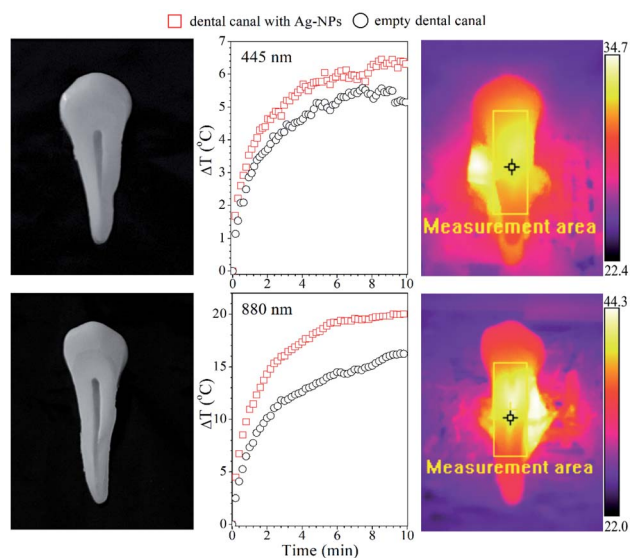 dental canal with Ag-NPs empty dental canal
445 nm
ΔT (°C)
7
6
5
4
3
2
1
0
0 2 4 6 8 10
34.7
Measurement area
22.4
880 nm
ΔT (°C)
20
15
10
5
0
0 2 4 6 8 10
Time (min)
44.3
Measurement area
22.0